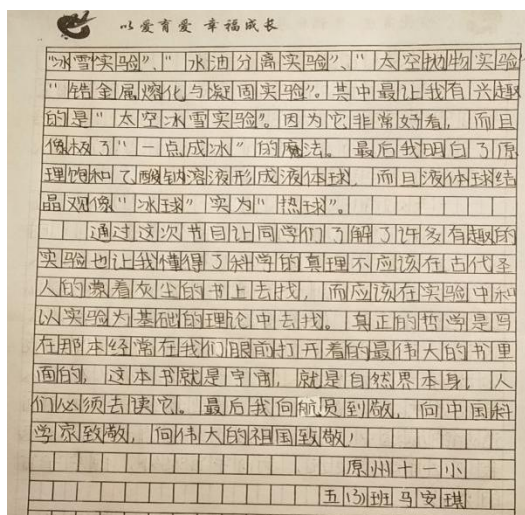 以爱育爱 幸福成长
“冰雪实验”、“水油分离实验”、“太空抛物实验”
“锆金属熔化与凝固实验”。其中最让我有兴趣
的是“太空冰雪实验”。因为它非常好看，而且
像极了“一点成冰”的魔法。最后我明白了原
理饱和乙酸钠溶液形成液体球，而且液体球结
晶观像“冰球”实为“热球”。
通过这次节目让同学们了解了许多有趣的
实验也让我懂得了科学的真理不应该在古代圣
人的蒙着灰尘的书上去找，而应该在实验中和
以实验为基础的理论中去找。真正的哲学是写
在那本经常在我们眼前打开着的最伟大的书里
面的，这本书就是宇宙，就是自然界本身，人
们必须去读它。最后我向航员到敬，向中国科
学家致敬，向伟大的祖国致敬！
原州十一小
五(3)班马安琪